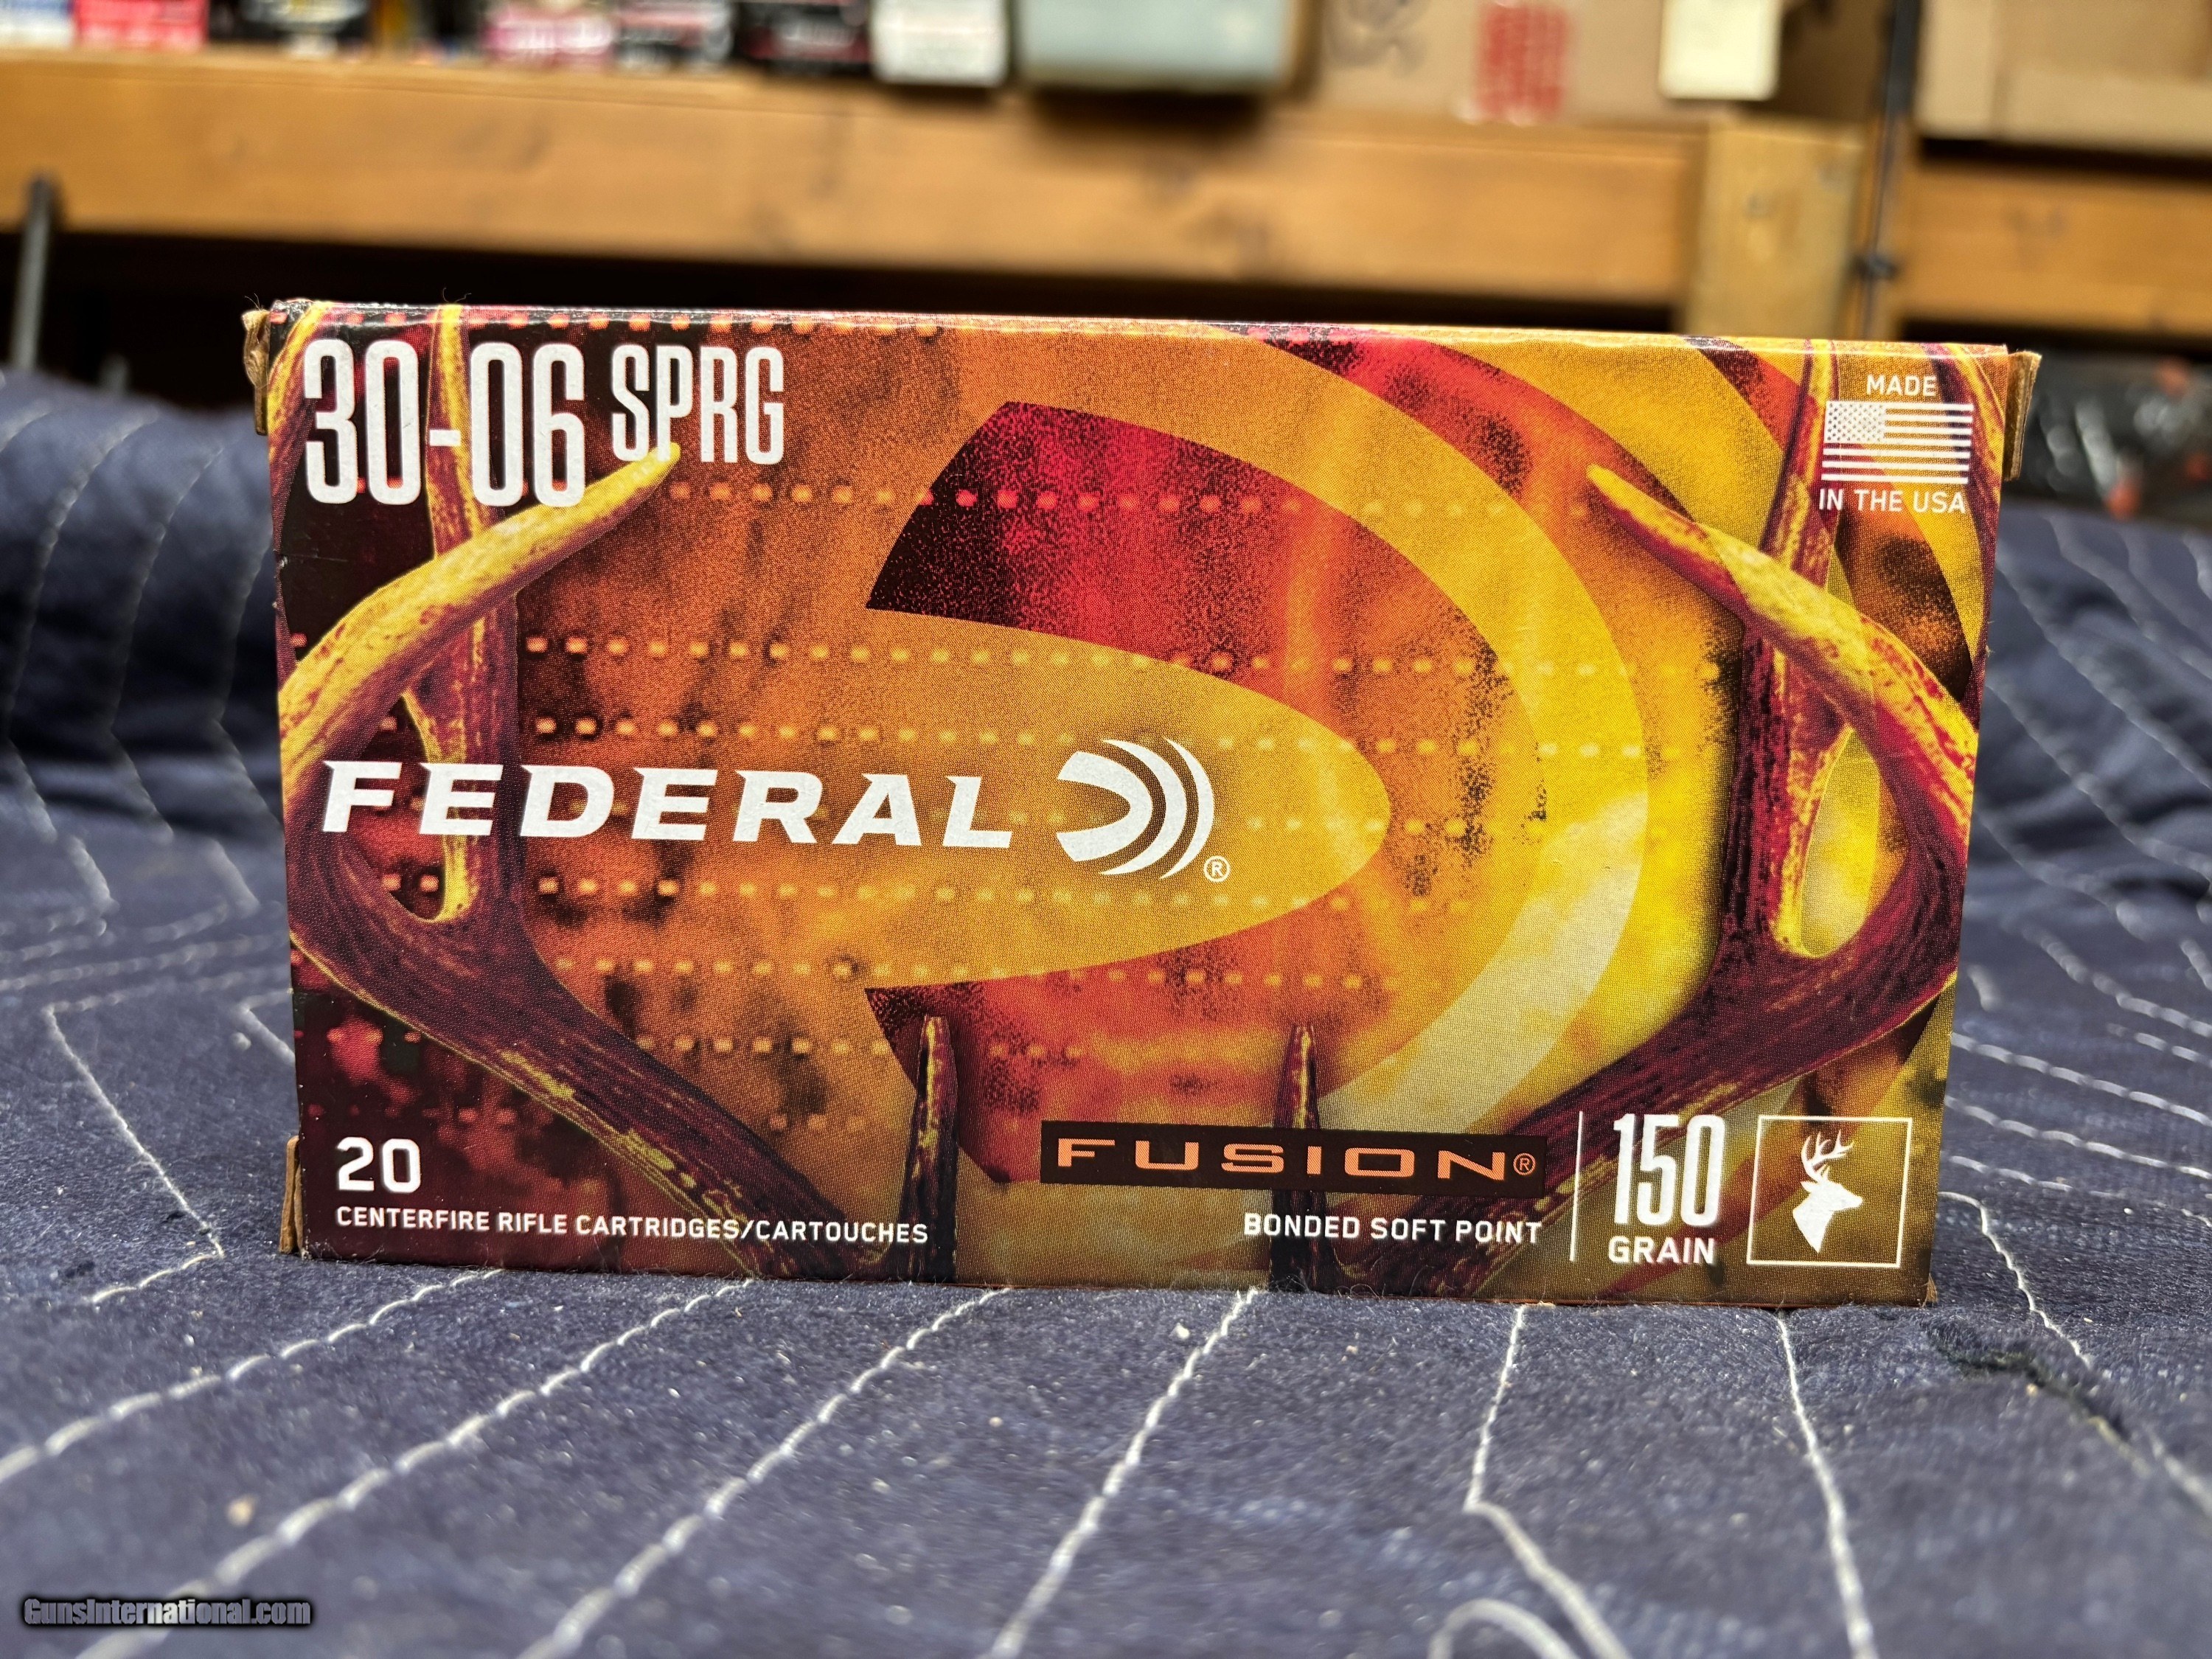 30-06 SPRG
MADE
IN THE USA
FEDERAL ®
20
CENTERFIRE RIFLE CARTRIDGES/CARTOUCHES
FUSION®
BONDED SOFT POINT
150
GRAIN
GunsInternational.com